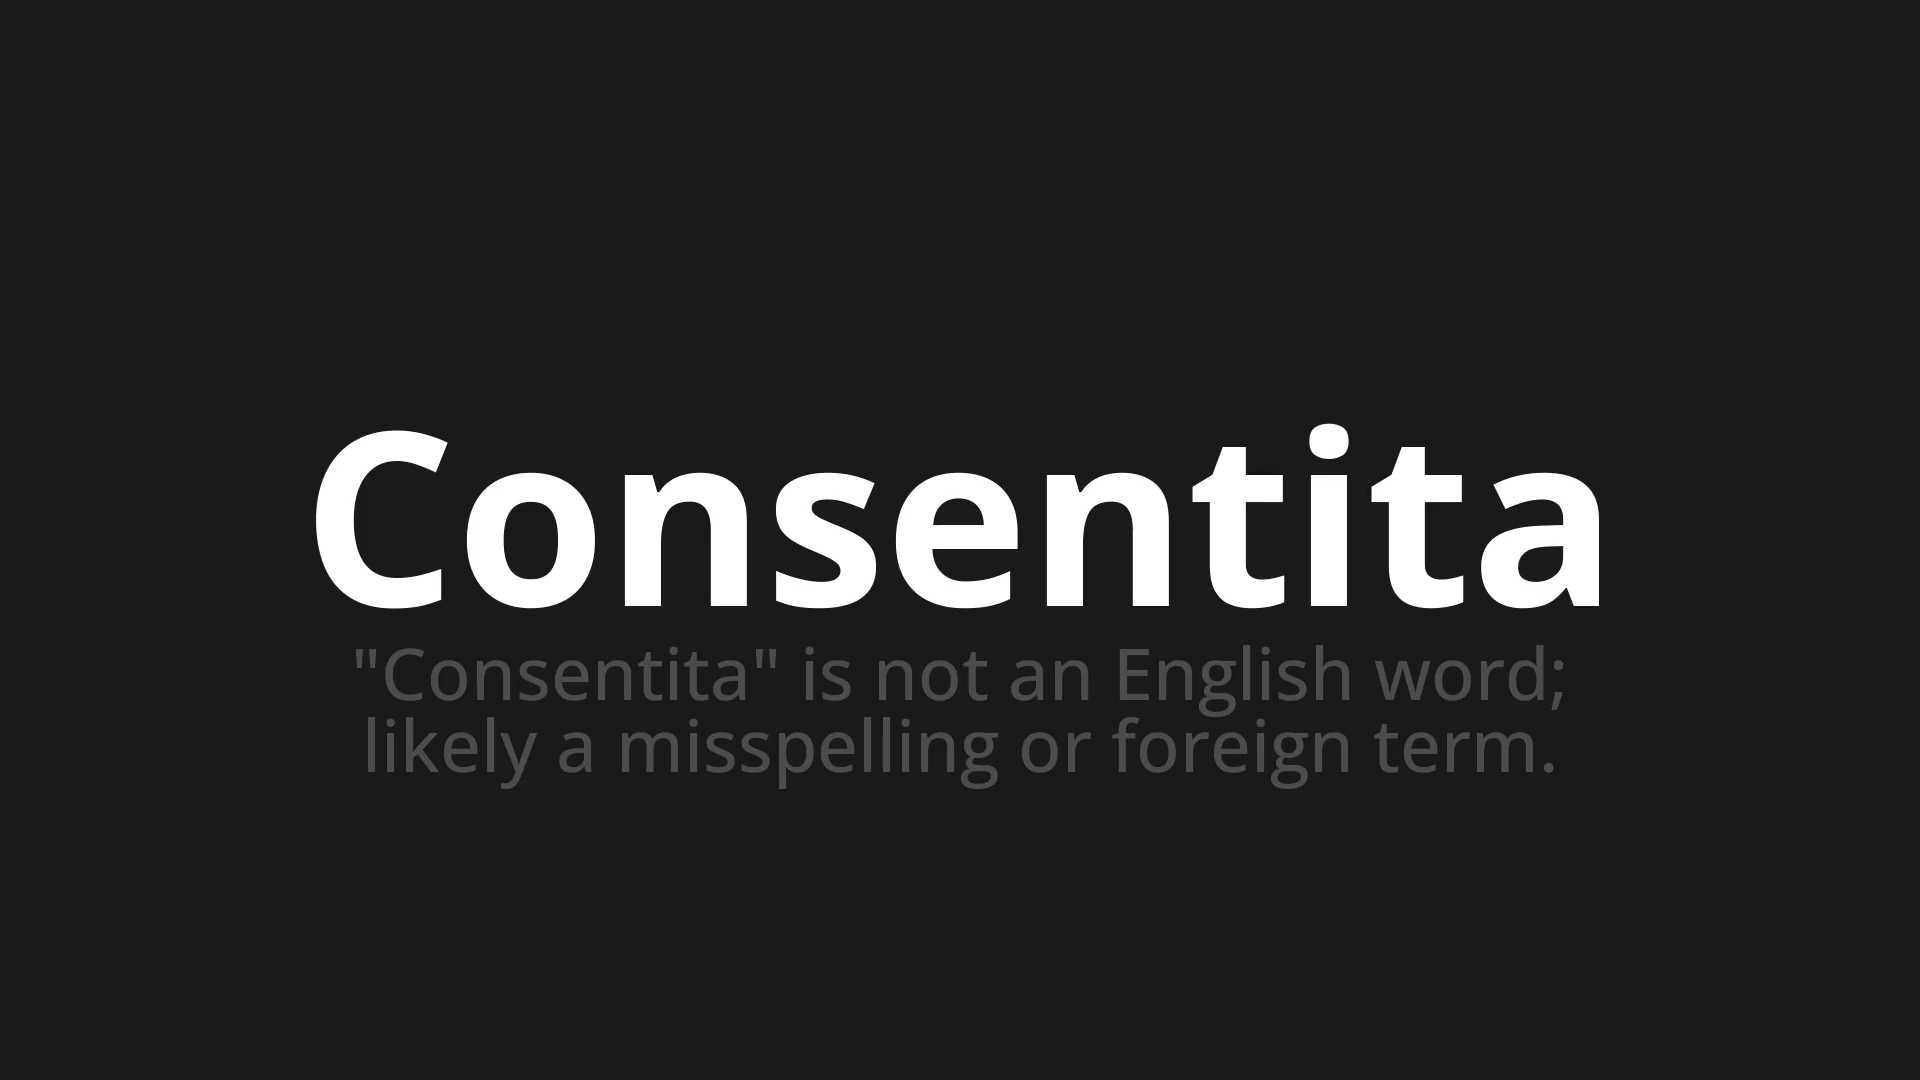 Consentita
"Consentita" is not an English word;
likely a misspelling or foreign term.